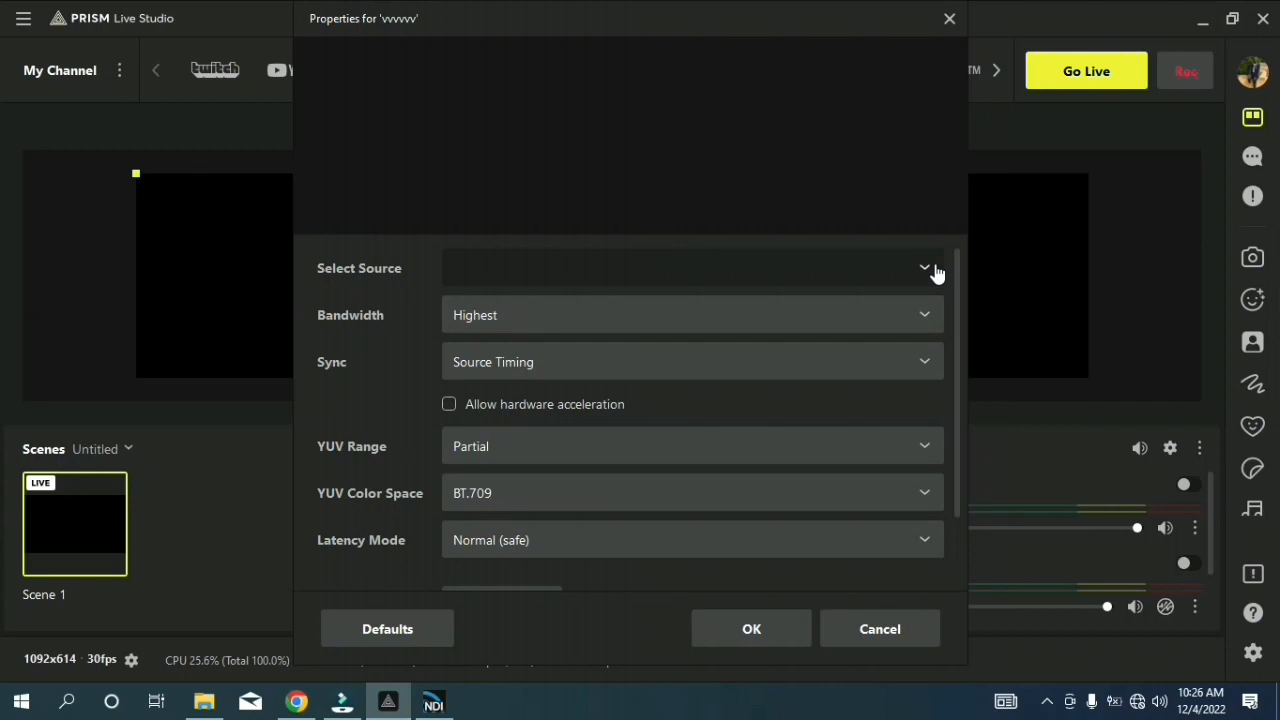 PRISM Live Studio
Properties for 'vvvvvv'
My Channel
twitch
Go Live
Select Source
Bandwidth
Highest
Sync
Source Timing
Allow hardware acceleration
YUV Range
Partial
Scenes Untitled
LIVE
YUV Color Space
BT.709
Latency Mode
Normal (safe)
Scene 1
Defaults
OK
Cancel
1092x614 · 30fps
CPU 25.6% (Total 100.0%)
NDI
10:26 AM
12/4/2022